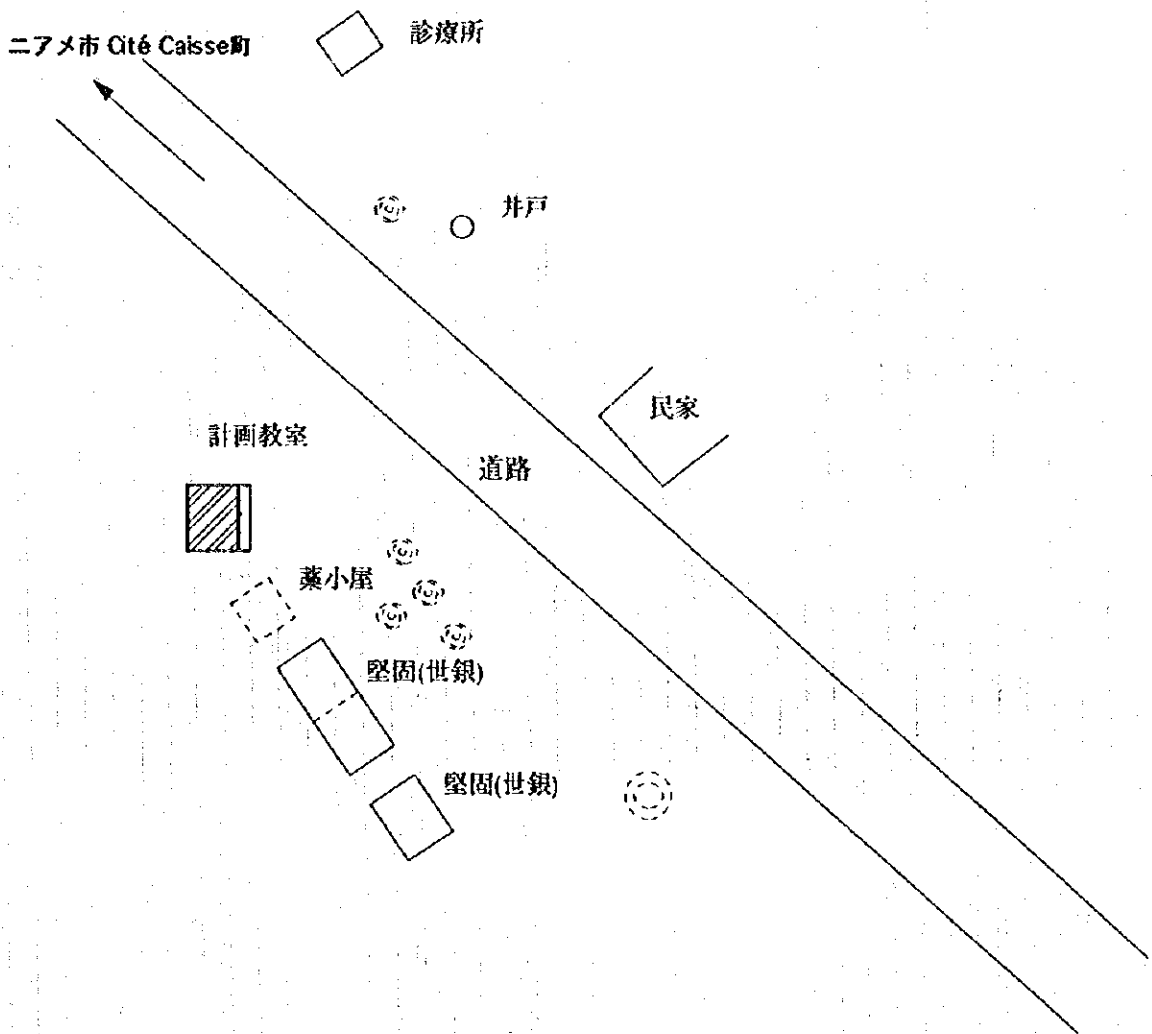 ニアメ市 Cité Caisse町
診療所
井戸
民家
計画教室
道路
藁小屋
堅固(世銀)
堅固(世銀)